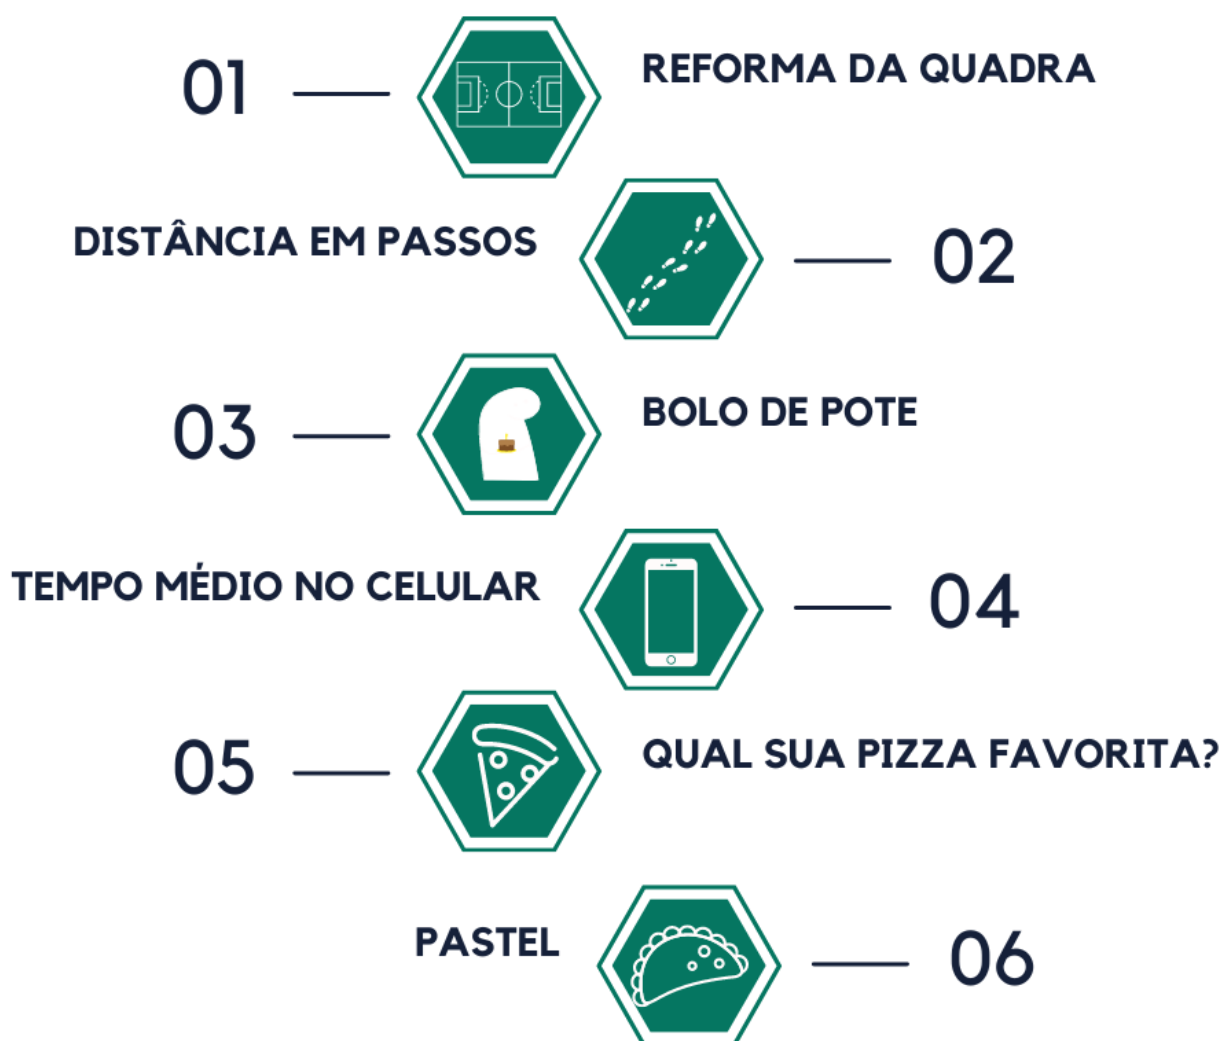 01
REFORMA DA QUADRA
DISTÂNCIA EM PASSOS
02
03
BOLO DE POTE
TEMPO MÉDIO NO CELULAR
04
05
QUAL SUA PIZZA FAVORITA?
PASTEL
06